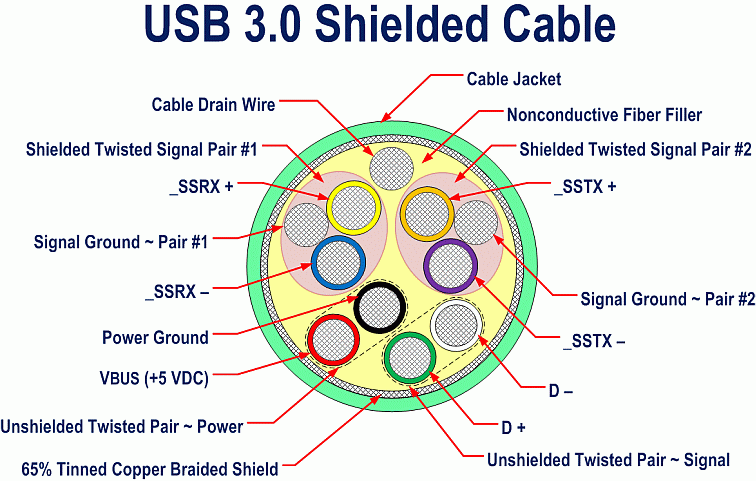 USB 3.0 Shielded Cable
Cable Jacket
Cable Drain Wire
Nonconductive Fiber Filler
Shielded Twisted Signal Pair #1
Shielded Twisted Signal Pair #2
_SSRX +
_SSTX +
Signal Ground ~ Pair #1
_SSRX –
Signal Ground ~ Pair #2
Power Ground
_SSTX –
VBUS (+5 VDC)
D –
Unshielded Twisted Pair ~ Power
D +
Unshielded Twisted Pair ~ Signal
65% Tinned Copper Braided Shield